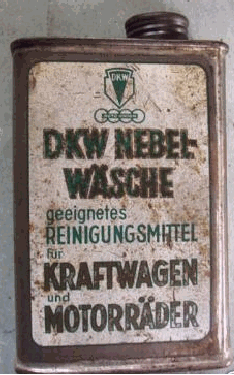 DKW
DKW NEBEL-
WÄSCHE
geeignetes
REINIGUNGSMITTEL
für
KRAFTWAGEN
und
MOTORRÄDER